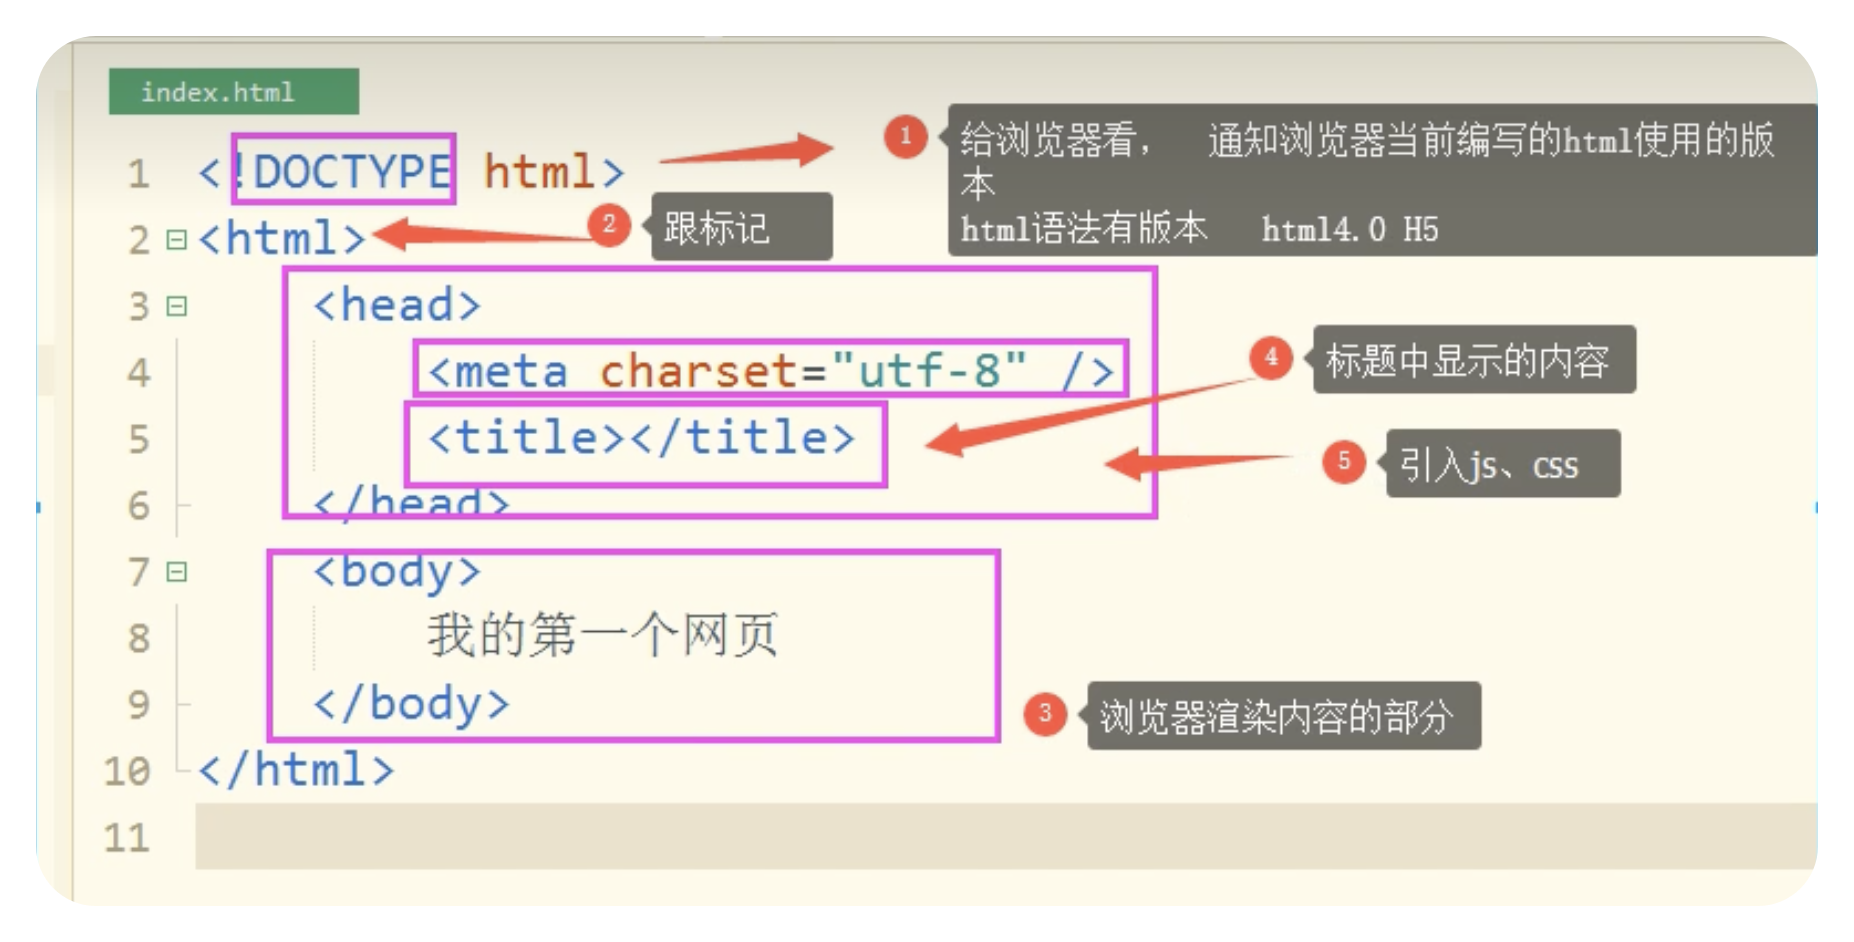 index.html
1 <!DOCTYPE html>
2 <html>
3 <head>
4 <meta charset="utf-8" />
5 <title></title>
6 </head>
7 <body>
8 我的第一个网页
9 </body>
10 </html>
11
1 给浏览器看， 通知浏览器当前编写的html使用的版
本
html语法有版本 html4.0 H5
2 跟标记
4 标题中显示的内容
5 引入js、css
3 浏览器渲染内容的部分